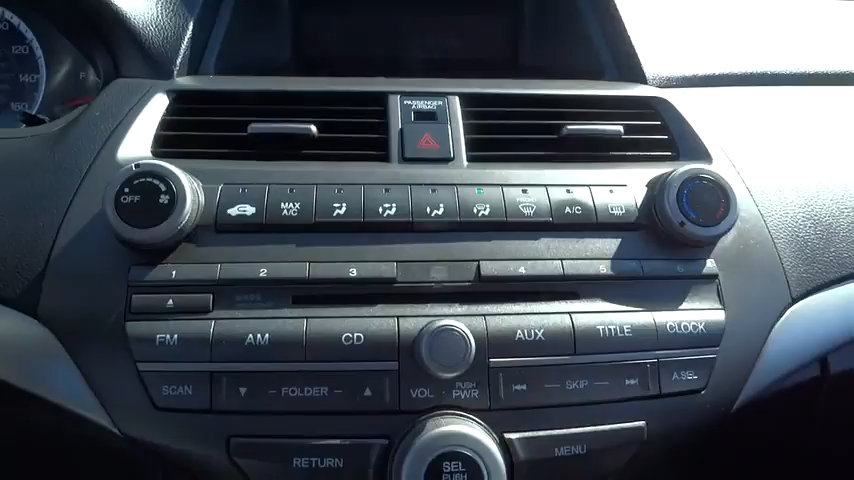 120
140
160
F
PASSENGER
AIRBAG
OFF
MAX
A/C
FRONT
A/C
1 2 3 4 5 6
FM AM CD AUX TITLE CLOCK
SCAN FOLDER VOL PUSH
PWR SKIP A.SEL
RETURN SEL
PUSH MENU